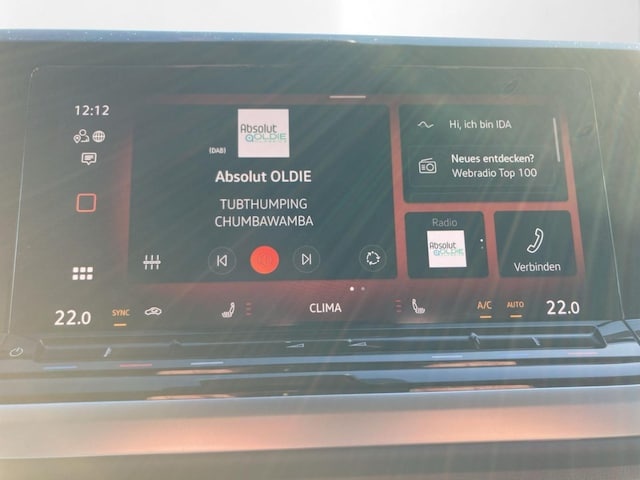 12:12
Absolut
OLDIE
CLASSICS
(DAB)
Absolut OLDIE
TUBTHUMPING
CHUMBAWAMBA
Hi, ich bin IDA
Neues entdecken?
Webradio Top 100
Radio
Absolut
OLDIE
Verbinden
22.0
SYNC
CLIMA
A/C
AUTO
22.0